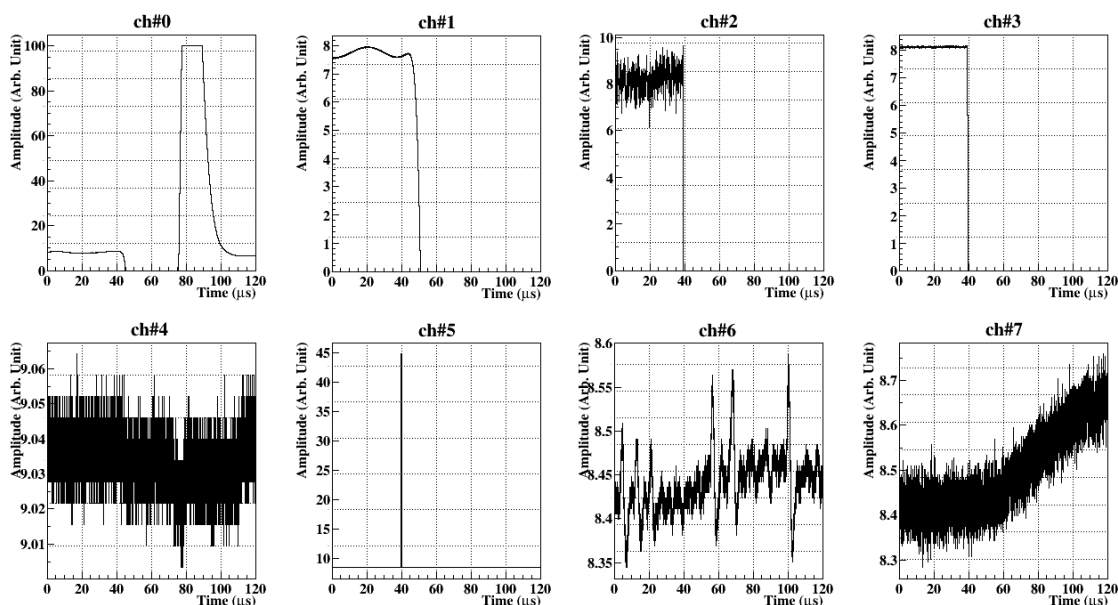 ch#0
Amplitude (Arb. Unit)
100
80
60
40
20
0
0 20 40 60 80 100 120
Time (μs)
ch#1
Amplitude (Arb. Unit)
8
7
6
5
4
3
2
1
0
0 20 40 60 80 100 120
Time (μs)
ch#2
Amplitude (Arb. Unit)
10
8
6
4
2
0
0 20 40 60 80 100 120
Time (μs)
ch#3
Amplitude (Arb. Unit)
8
7
6
5
4
3
2
1
0
0 20 40 60 80 100 120
Time (μs)
ch#4
Amplitude (Arb. Unit)
9.06
9.05
9.04
9.03
9.02
9.01
0 20 40 60 80 100 120
Time (μs)
ch#5
Amplitude (Arb. Unit)
45
40
35
30
25
20
15
10
0 20 40 60 80 100 120
Time (μs)
ch#6
Amplitude (Arb. Unit)
8.6
8.55
8.5
8.45
8.4
8.35
0 20 40 60 80 100 120
Time (μs)
ch#7
Amplitude (Arb. Unit)
8.7
8.6
8.5
8.4
8.3
0 20 40 60 80 100 120
Time (μs)